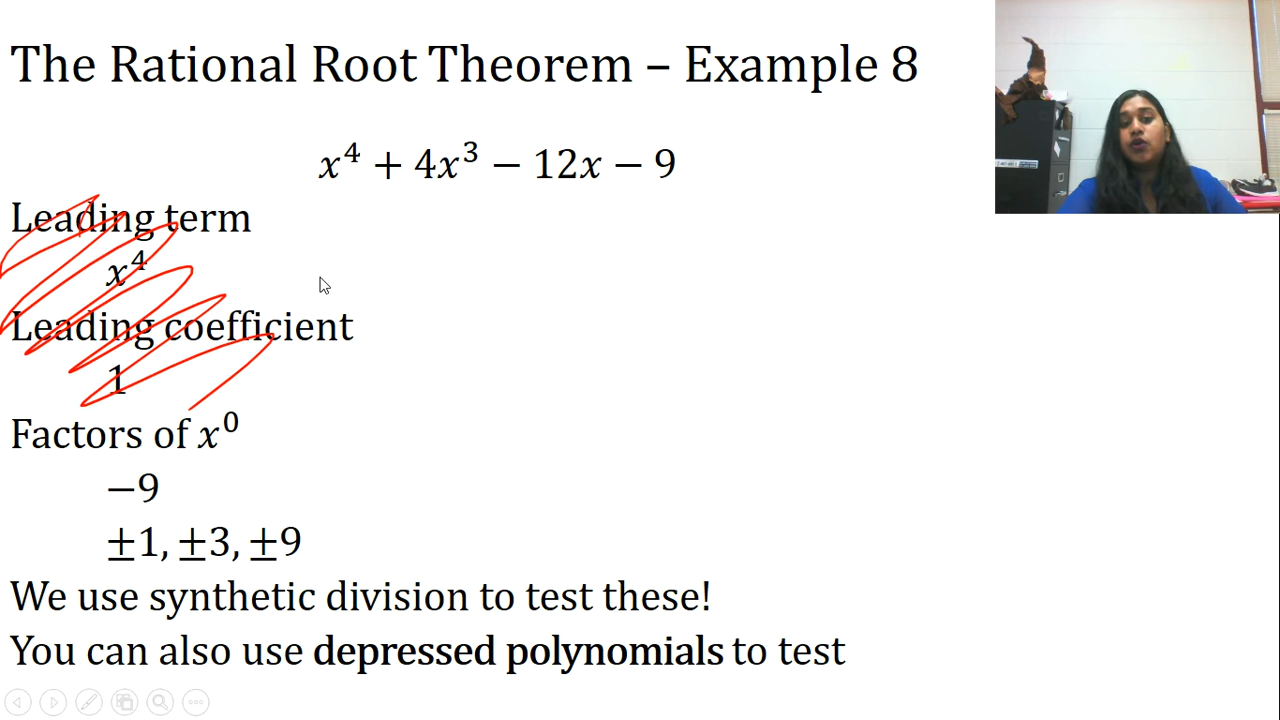 The Rational Root Theorem – Example 8
x⁴ + 4x³ − 12x − 9
Leading term
x⁴
Leading coefficient
1
Factors of x⁰
−9
±1, ±3, ±9
We use synthetic division to test these!
You can also use depressed polynomials to test